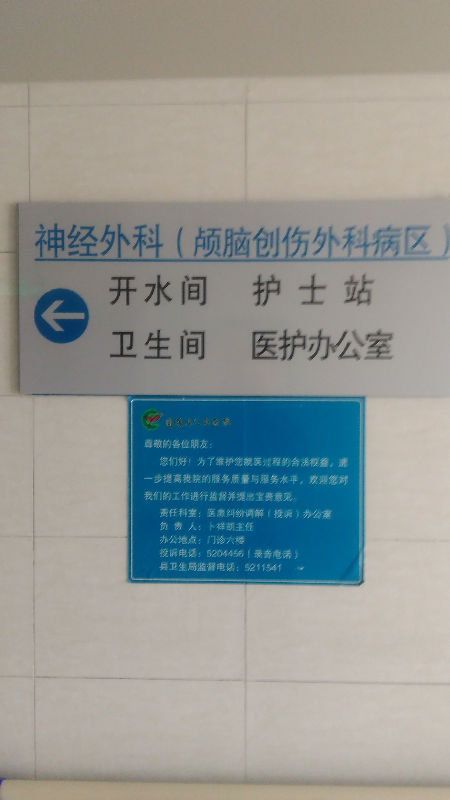 神经外科（颅脑创伤外科病区）
开水间 护士站
卫生间 医护办公室
尊敬的各位朋友：
您们好！为了维护您就医过程的合法权益，进
一步提高我院的服务质量与服务水平，欢迎您对
我们的工作进行监督并提出宝贵意见。
责任科室：医患纠纷调解（投诉）办公室
负 责 人：卜祥凯主任
办公地点：门诊六楼
投诉电话：5204456（录音电话）
县卫生局监督电话：5211541